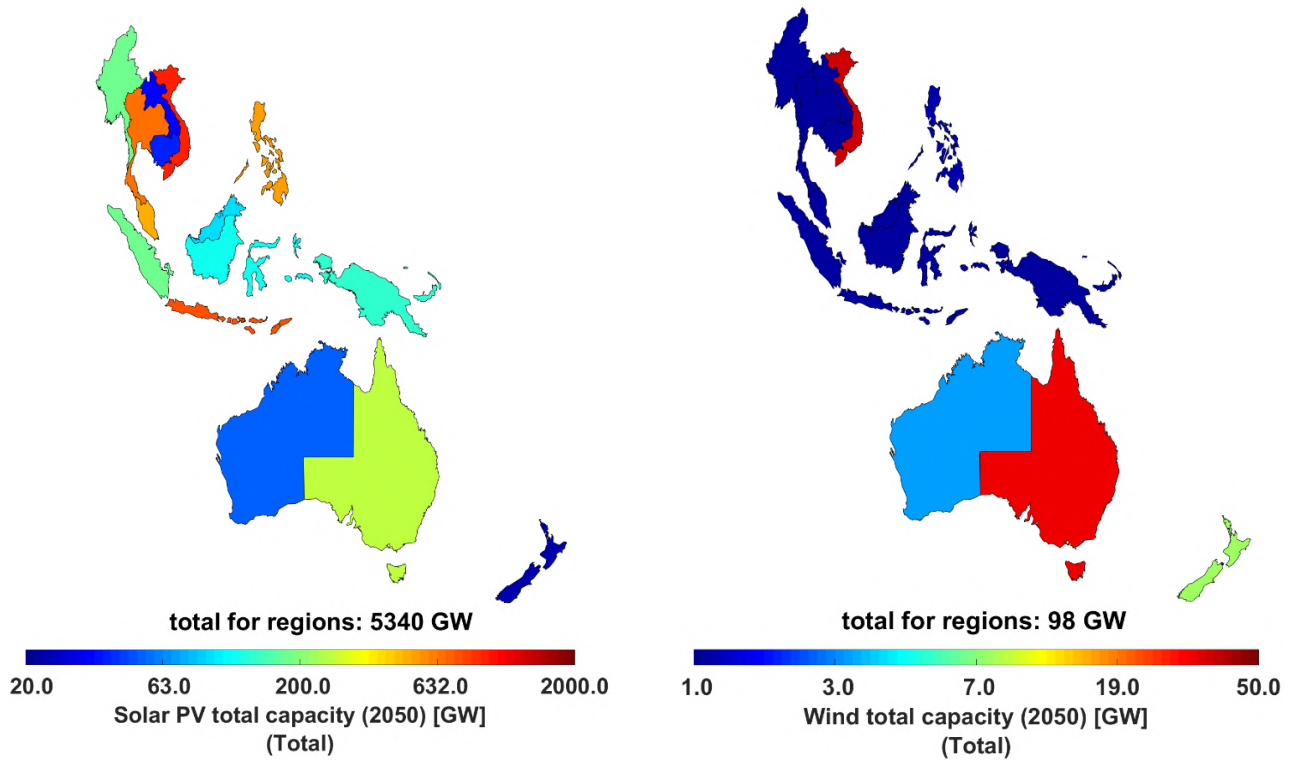 total for regions: 5340 GW
20.0 63.0 200.0 632.0 2000.0
Solar PV total capacity (2050) [GW]
(Total)
total for regions: 98 GW
1.0 3.0 7.0 19.0 50.0
Wind total capacity (2050) [GW]
(Total)